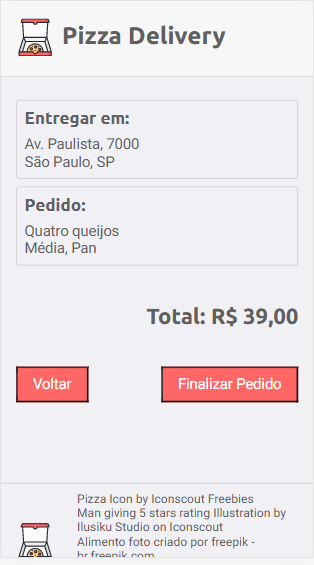 Pizza Delivery
Entregar em:
Av. Paulista, 7000
São Paulo, SP
Pedido:
Quatro queijos
Média, Pan
Total: R$ 39,00
Voltar
Finalizar Pedido
Pizza Icon by Iconscout Freebies
Man giving 5 stars rating Illustration by
Ilusiku Studio on Iconscout
Alimento foto criado por freepik -
br.freepik.com